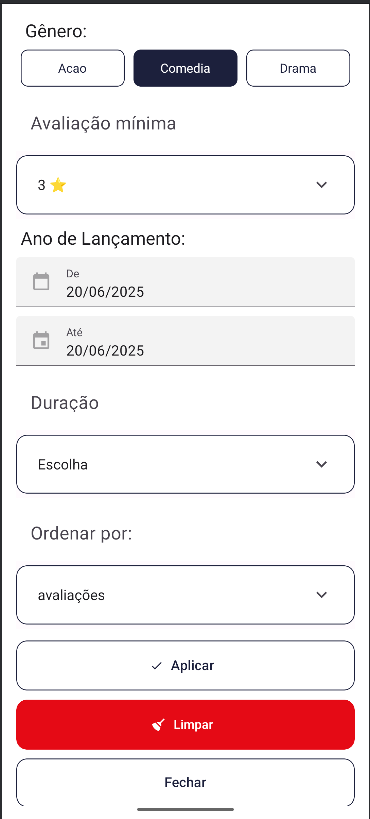 Gênero:
Acao Comedia Drama
Avaliação mínima
3 ⭐
Ano de Lançamento:
De
20/06/2025
Até
20/06/2025
Duração
Escolha
Ordenar por:
avaliações
Aplicar
Limpar
Fechar